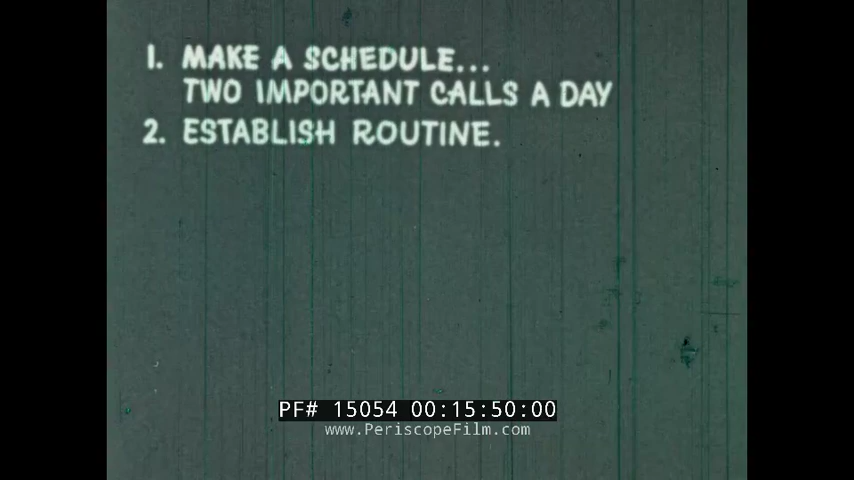 1. MAKE A SCHEDULE...
TWO IMPORTANT CALLS A DAY
2. ESTABLISH ROUTINE.
PF# 15054 00:15:50:00
www.PeriscopeFilm.com